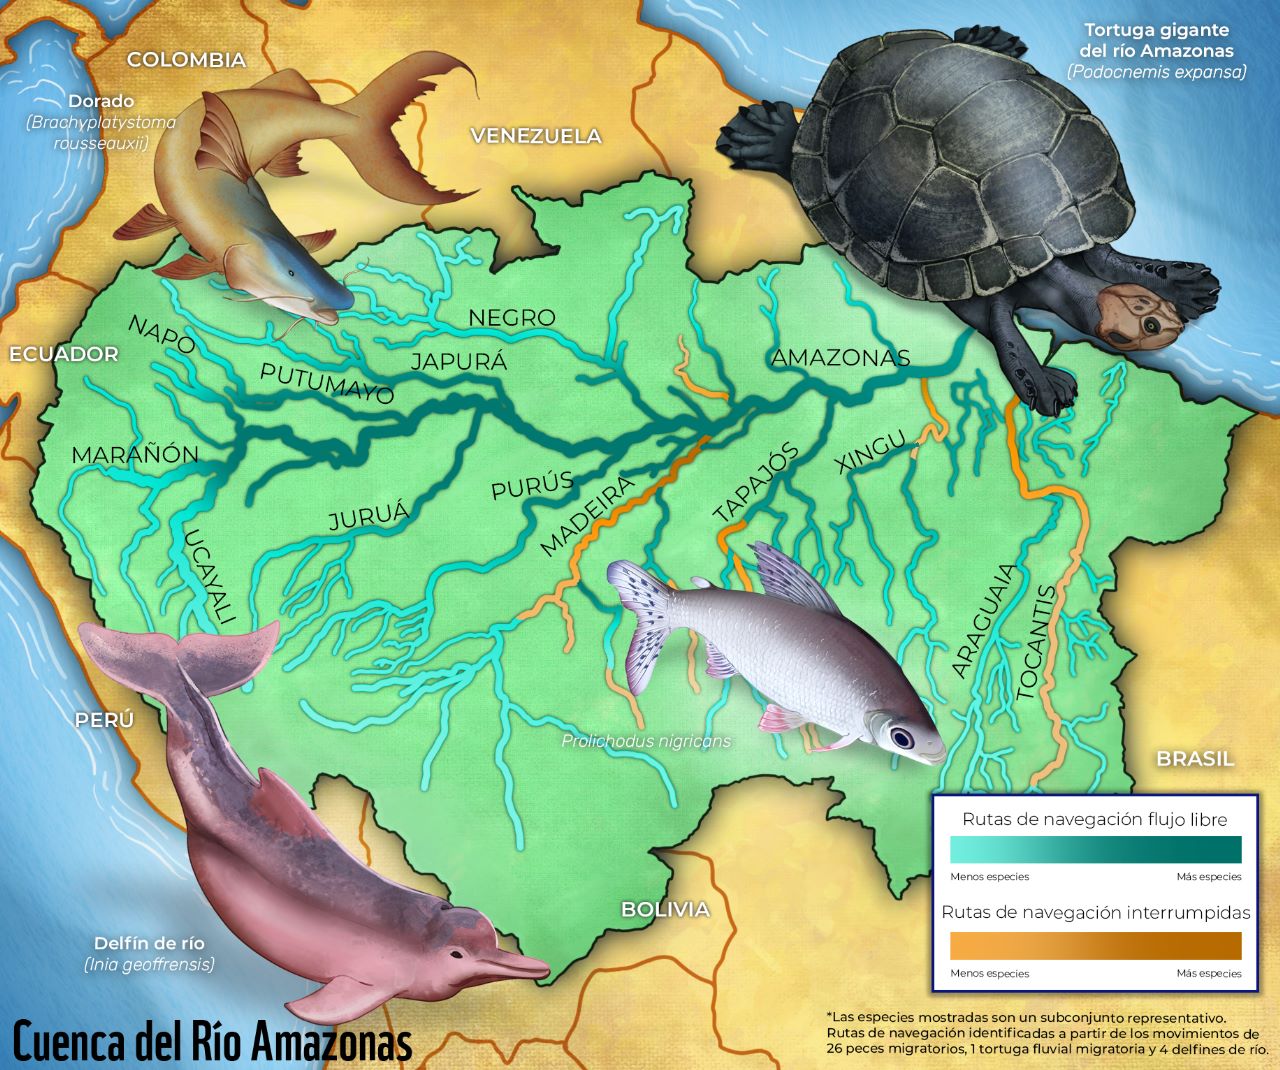 COLOMBIA
Dorado
(Brachyplatystoma
rousseauxii)
VENEZUELA
Tortuga gigante
del río Amazonas
(Podocnemis expansa)
ECUADOR
NAPO
PUTUMAYO
NEGRO
JAPURÁ
AMAZONAS
MARAÑÓN
UCAYALI
JURUÁ
PURÚS
MADEIRA
TAPAJÓS
XINGU
ARAGUAIA
TOCANTIS
PERÚ
Prolichodus nigricans
BRASIL
BOLIVIA
Rutas de navegación flujo libre
Menos especies
Más especies
Rutas de navegación interrumpidas
Menos especies
Más especies
Delfín de río
(Inia geoffrensis)
Cuenca del Río Amazonas
*Las especies mostradas son un subconjunto representativo.
Rutas de navegación identificadas a partir de los movimientos de
26 peces migratorios, 1 tortuga fluvial migratoria y 4 delfines de río.